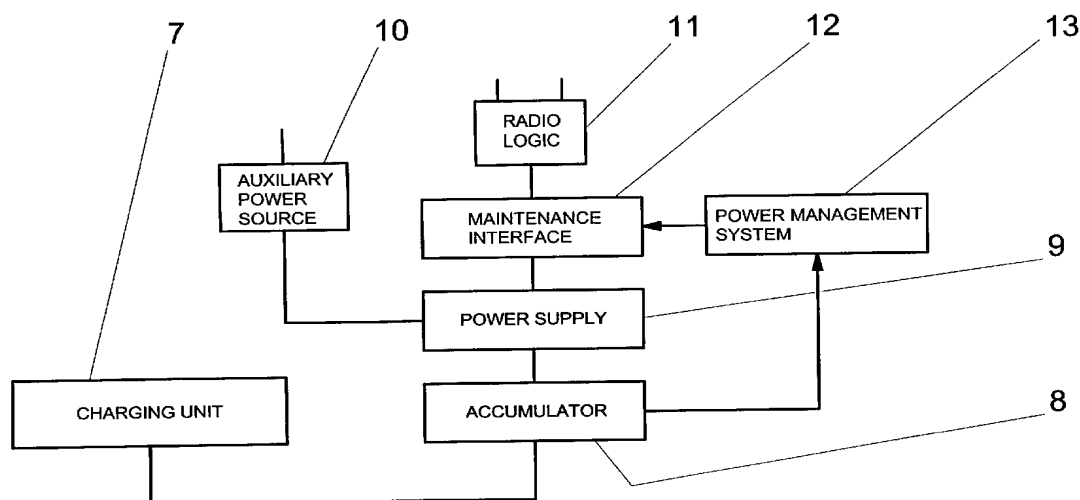 7
10
11
12
13
RADIO
LOGIC
AUXILIARY
POWER
SOURCE
MAINTENANCE
INTERFACE
POWER MANAGEMENT
SYSTEM
9
POWER SUPPLY
CHARGING UNIT
ACCUMULATOR
8